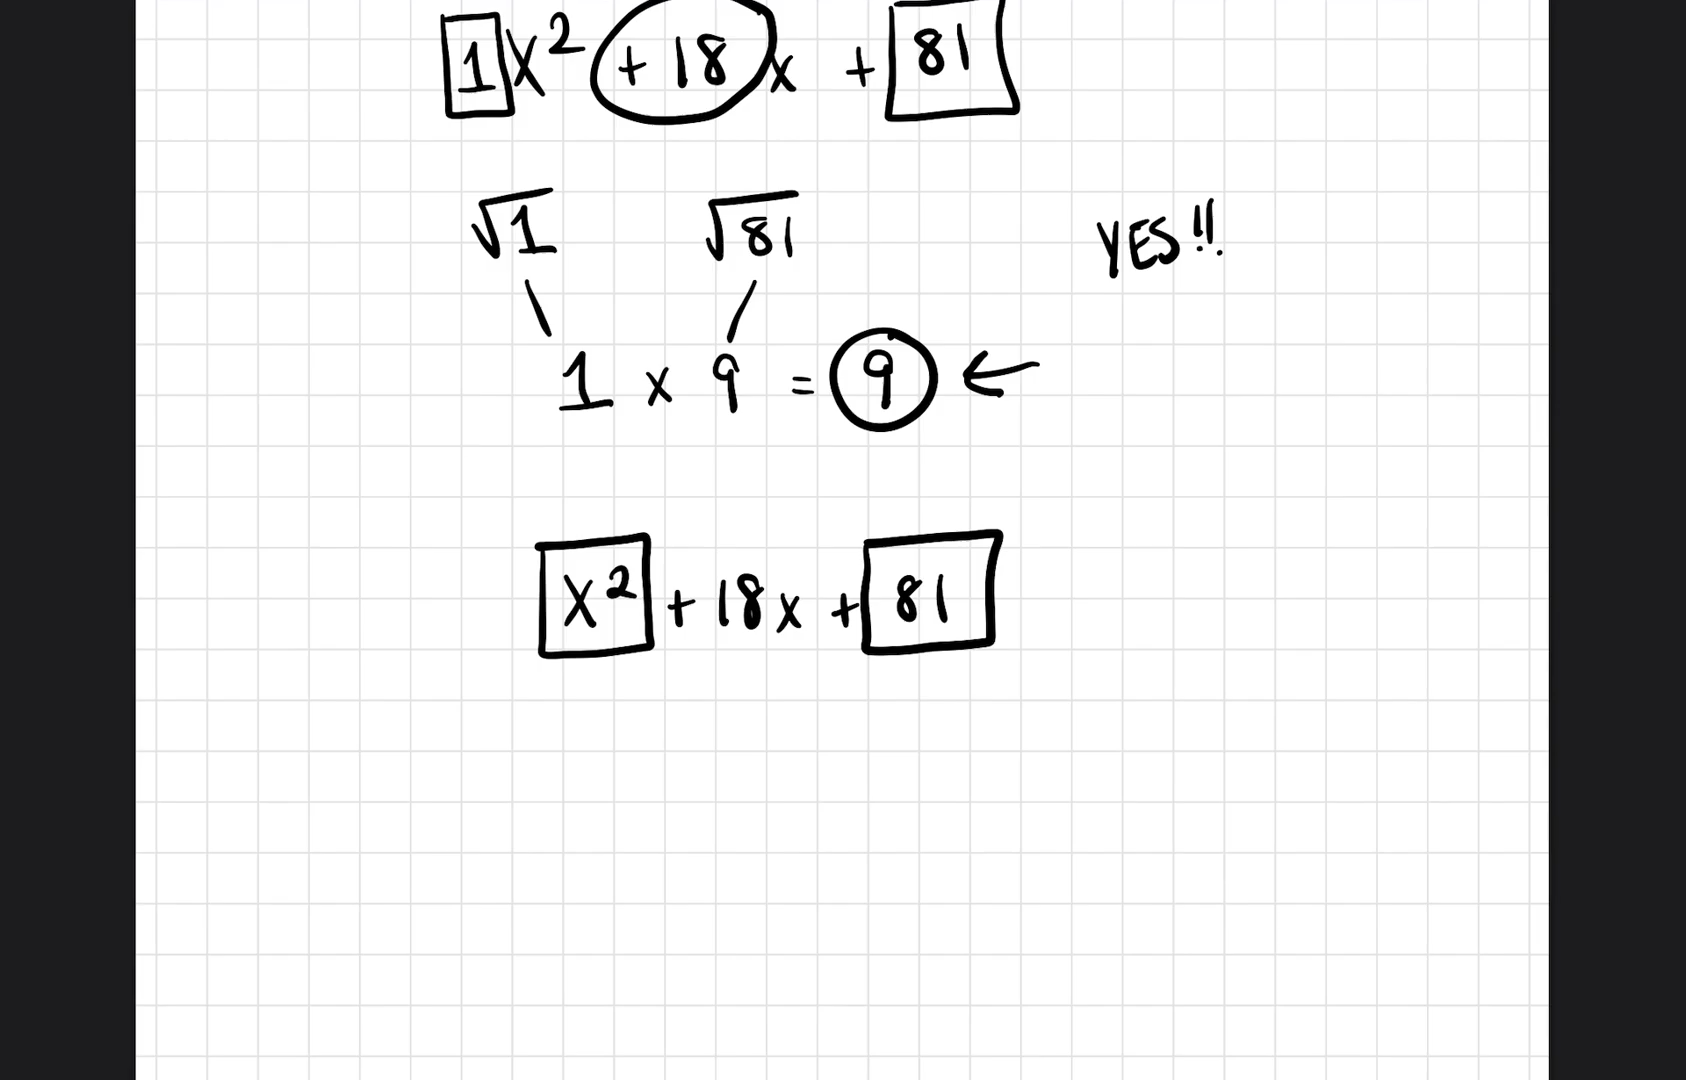 1x² + 18x + 81
√1 √81 YES!!
1 x 9 = 9 ←
x² + 18x + 81